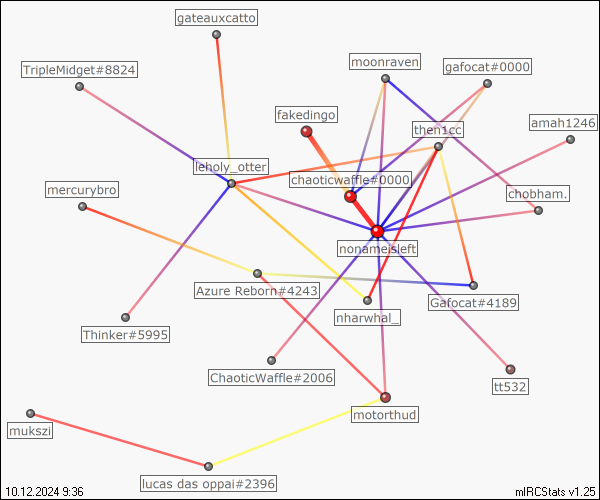 gateauxcatto
moonraven
gafocat#0000
TripleMidget#8824
fakedingo
amah1246
then1cc
leholy_otter
chaoticwaffle#0000
mercurybro
chobham.
nonameisleft
Azure Reborn#4243
Gafocat#4189
nharwhal_
Thinker#5995
ChaoticWaffle#2006
tt532
motorthud
mukszi
lucas das oppai#2396
10.12.2024 9:36
mIRCStats v1.25